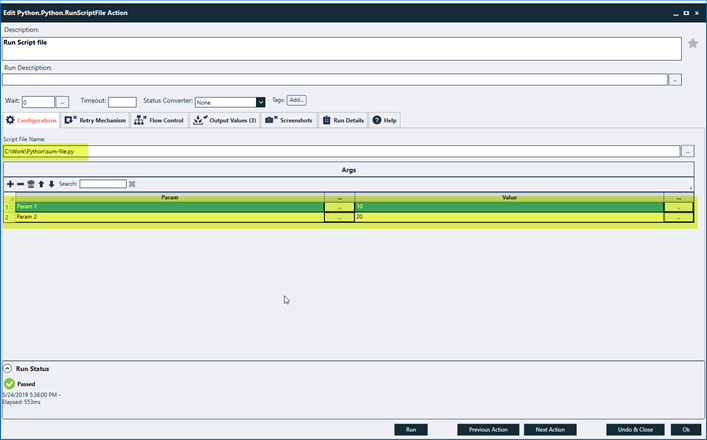 Edit Python.Python.RunScriptFile Action
Description:
Run Script file
Run Description:
...
Wait: 0 ... Timeout: Status Converter: None Tags: Add...
Configurations Retry Mechanism Flow Control Output Values (3) Screenshots Run Details Help
Script File Name:
C:\Work\Python\sum-file.py ...
Args
Search:
Param ... Value ...
1 Param 1 ... 10 ...
2 Param 2 ... 20 ...
Run Status
Passed
5/24/2019 5:36:00 PM -
Elapsed: 553ms
Run Previous Action Next Action Undo & Close Ok